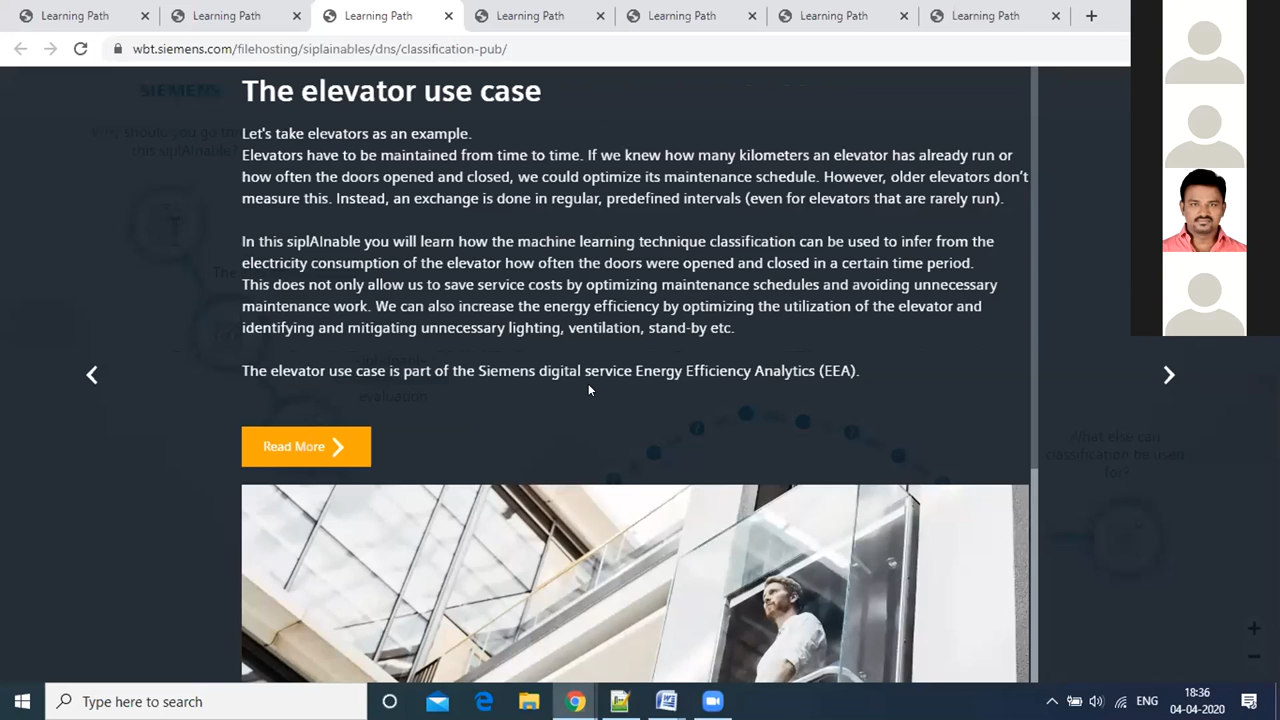 Learning Path
Learning Path
Learning Path
Learning Path
Learning Path
Learning Path
Learning Path
wbt.siemens.com/filehosting/siplainables/dns/classification-pub/
SIEMENS
The elevator use case
Let's take elevators as an example.
Elevators have to be maintained from time to time. If we knew how many kilometers an elevator has already run or
how often the doors opened and closed, we could optimize its maintenance schedule. However, older elevators don't
measure this. Instead, an exchange is done in regular, predefined intervals (even for elevators that are rarely run).
In this siplAInable you will learn how the machine learning technique classification can be used to infer from the
electricity consumption of the elevator how often the doors were opened and closed in a certain time period.
This does not only allow us to save service costs by optimizing maintenance schedules and avoiding unnecessary
maintenance work. We can also increase the energy efficiency by optimizing the utilization of the elevator and
identifying and mitigating unnecessary lighting, ventilation, stand-by etc.
The elevator use case is part of the Siemens digital service Energy Efficiency Analytics (EEA).
evaluation
Read More
What else can
classification be used
for?
Type here to search
ENG
18:36
04-04-2020